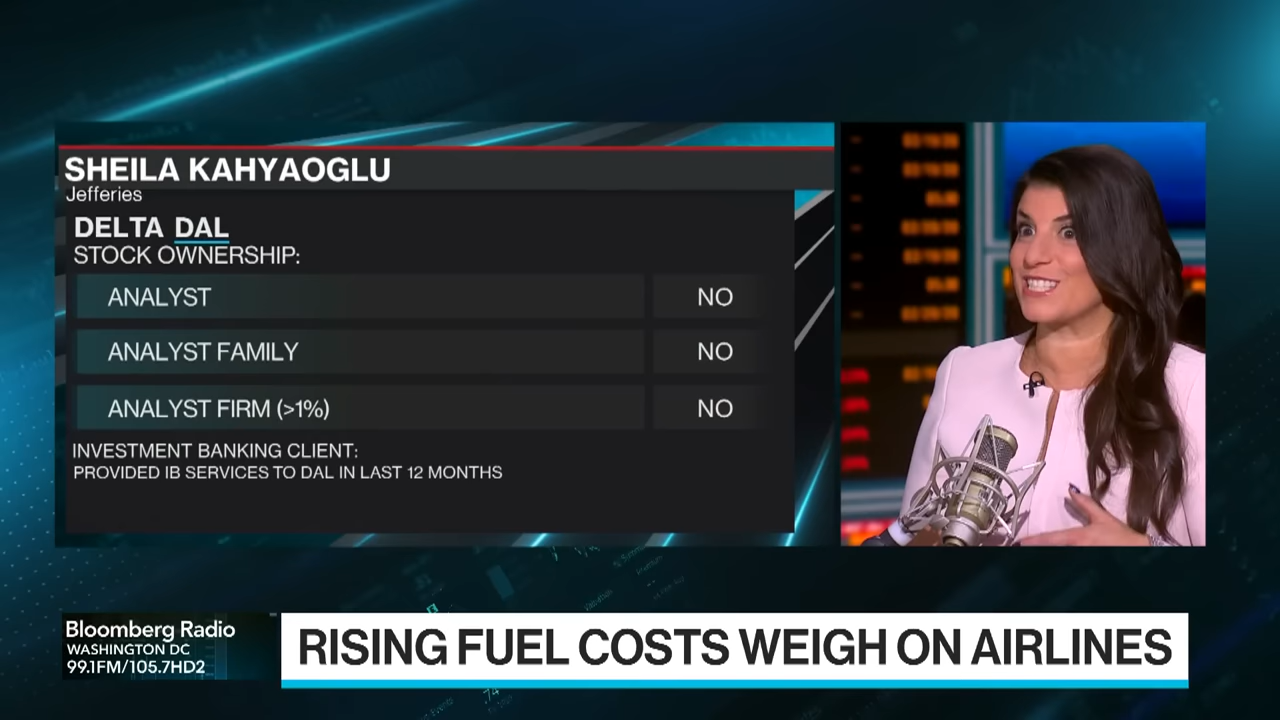 SHEILA KAHYAOGLU
Jefferies
DELTA DAL
STOCK OWNERSHIP:
ANALYST NO
ANALYST FAMILY NO
ANALYST FIRM (>1%) NO
INVESTMENT BANKING CLIENT:
PROVIDED IB SERVICES TO DAL IN LAST 12 MONTHS
Bloomberg Radio
WASHINGTON DC
99.1FM/105.7HD2
RISING FUEL COSTS WEIGH ON AIRLINES